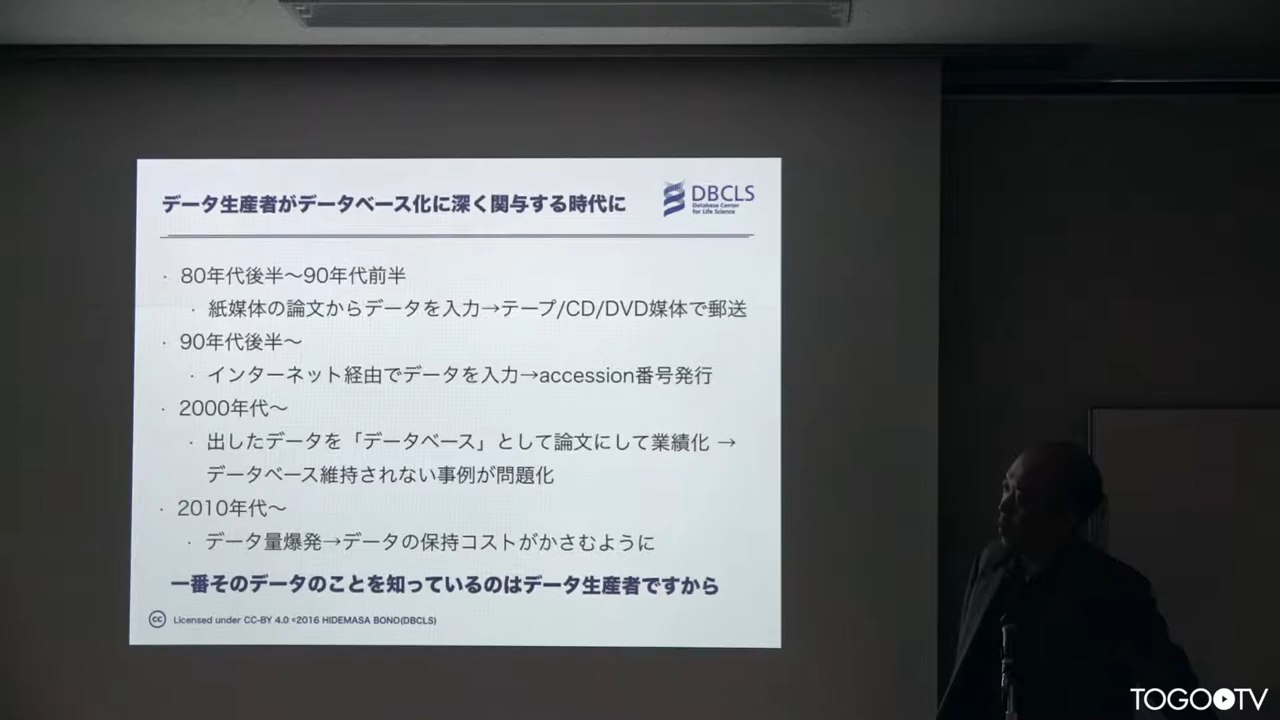 データ生産者がデータベース化に深く関与する時代に
DBCLS
Database Center
for Life Science
・80年代後半〜90年代前半
・紙媒体の論文からデータを入力→テープ/CD/DVD媒体で郵送
・90年代後半〜
・インターネット経由でデータを入力→accession番号発行
・2000年代〜
・出したデータを「データベース」として論文にして業績化 →
データベース維持されない事例が問題化
・2010年代〜
・データ量爆発→データの保持コストがかさむように
一番そのデータのことを知っているのはデータ生産者ですから
cc Licensed under CC-BY 4.0 ©2016 HIDEMASA BONO(DBCLS)
TOGOTV